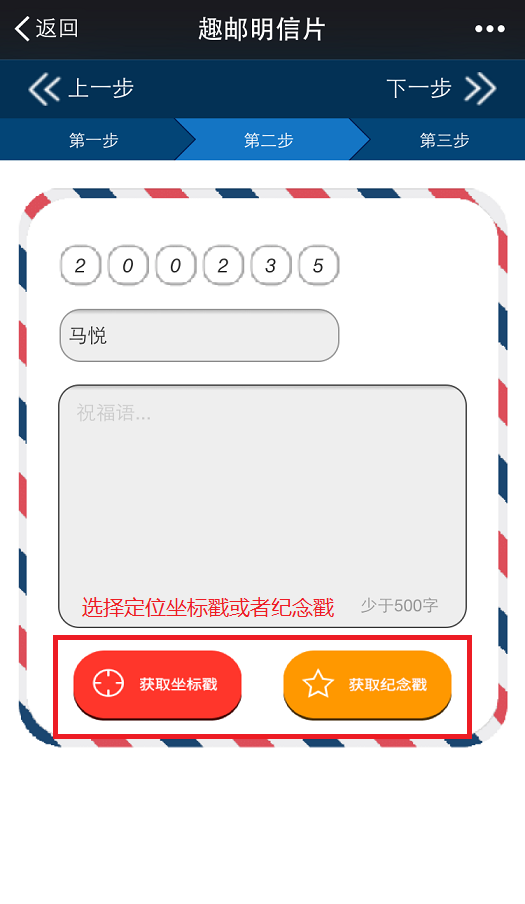 返回 趣邮明信片
上一步 下一步
第一步 第二步 第三步
2 0 0 2 3 5
马悦
祝福语...
选择定位坐标戳或者纪念戳 少于500字
获取坐标戳 获取纪念戳